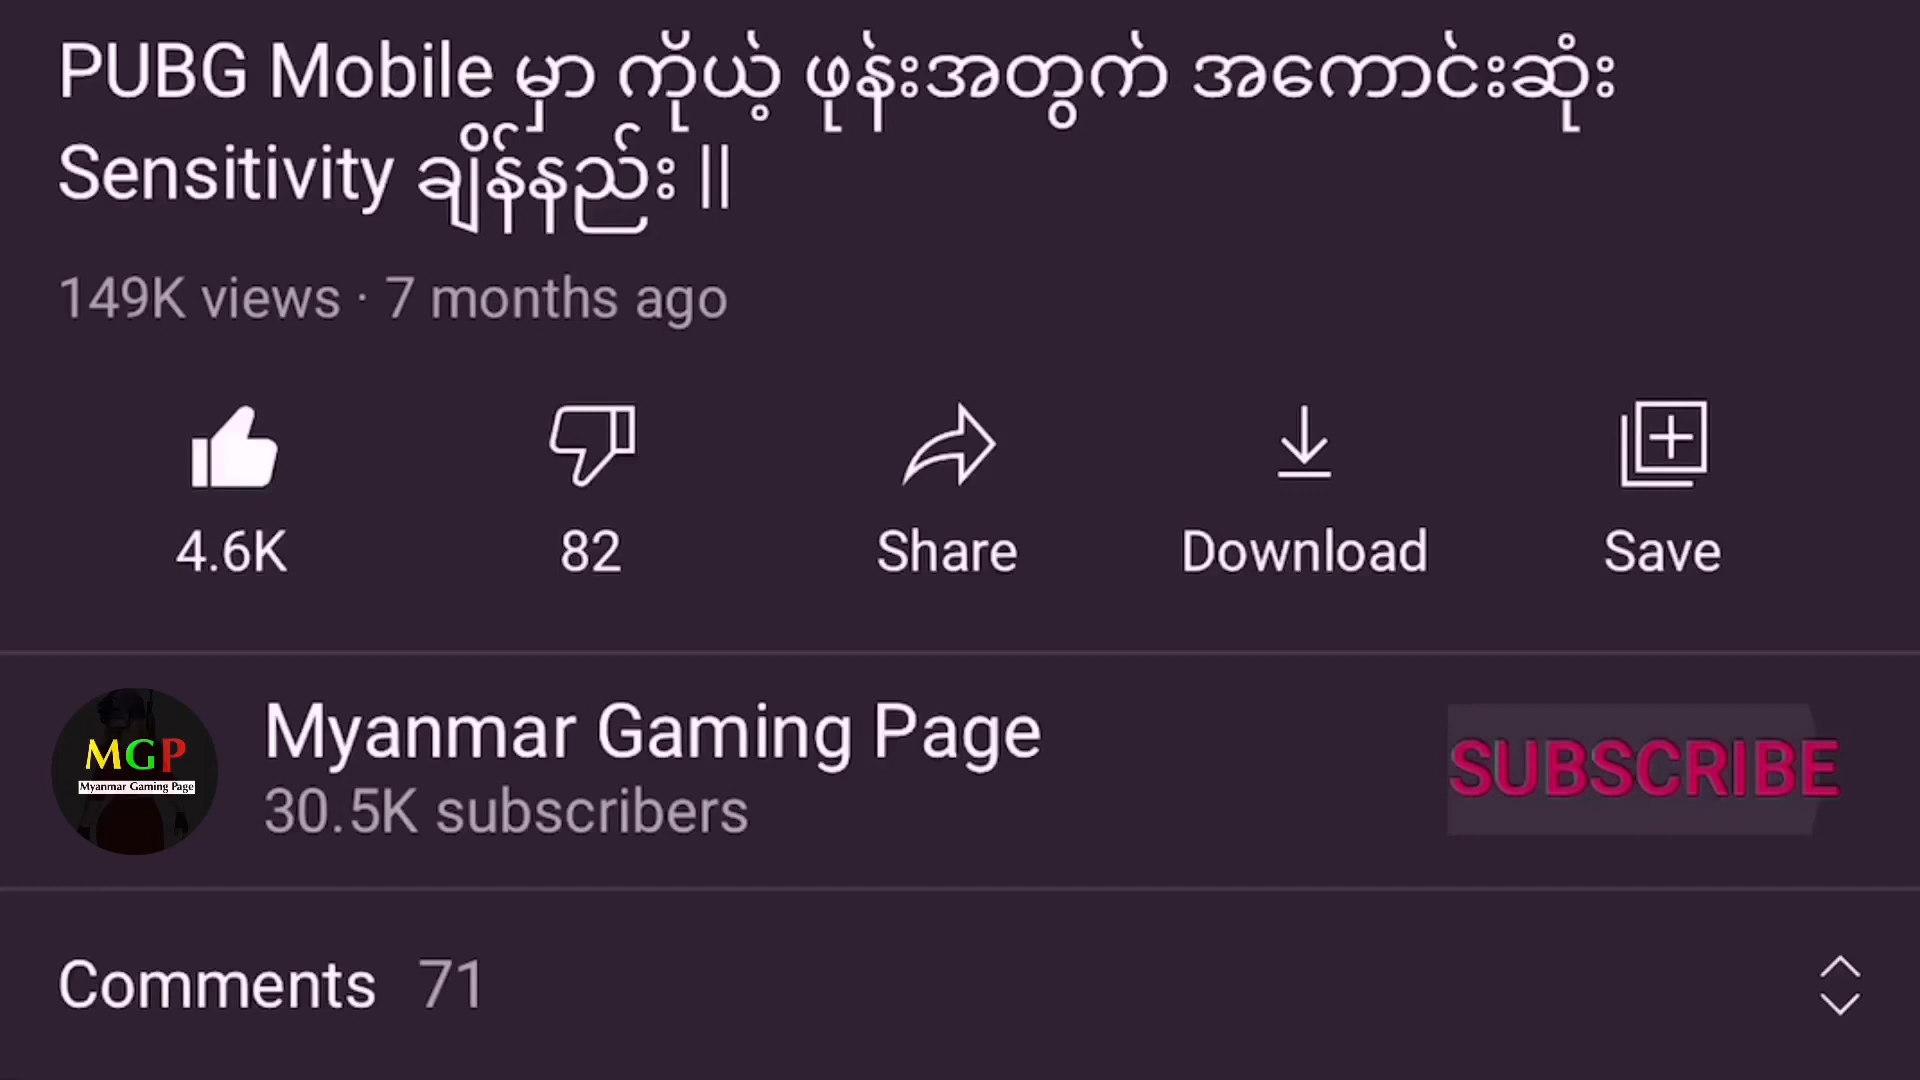 PUBG Mobile မှာ ကိုယ့် ဖုန်းအတွက် အကောင်းဆုံး
Sensitivity ချိန်နည်း ||
149K views · 7 months ago
4.6K 82 Share Download Save
MGP
Myanmar Gaming Page
Myanmar Gaming Page
30.5K subscribers
SUBSCRIBE
Comments 71